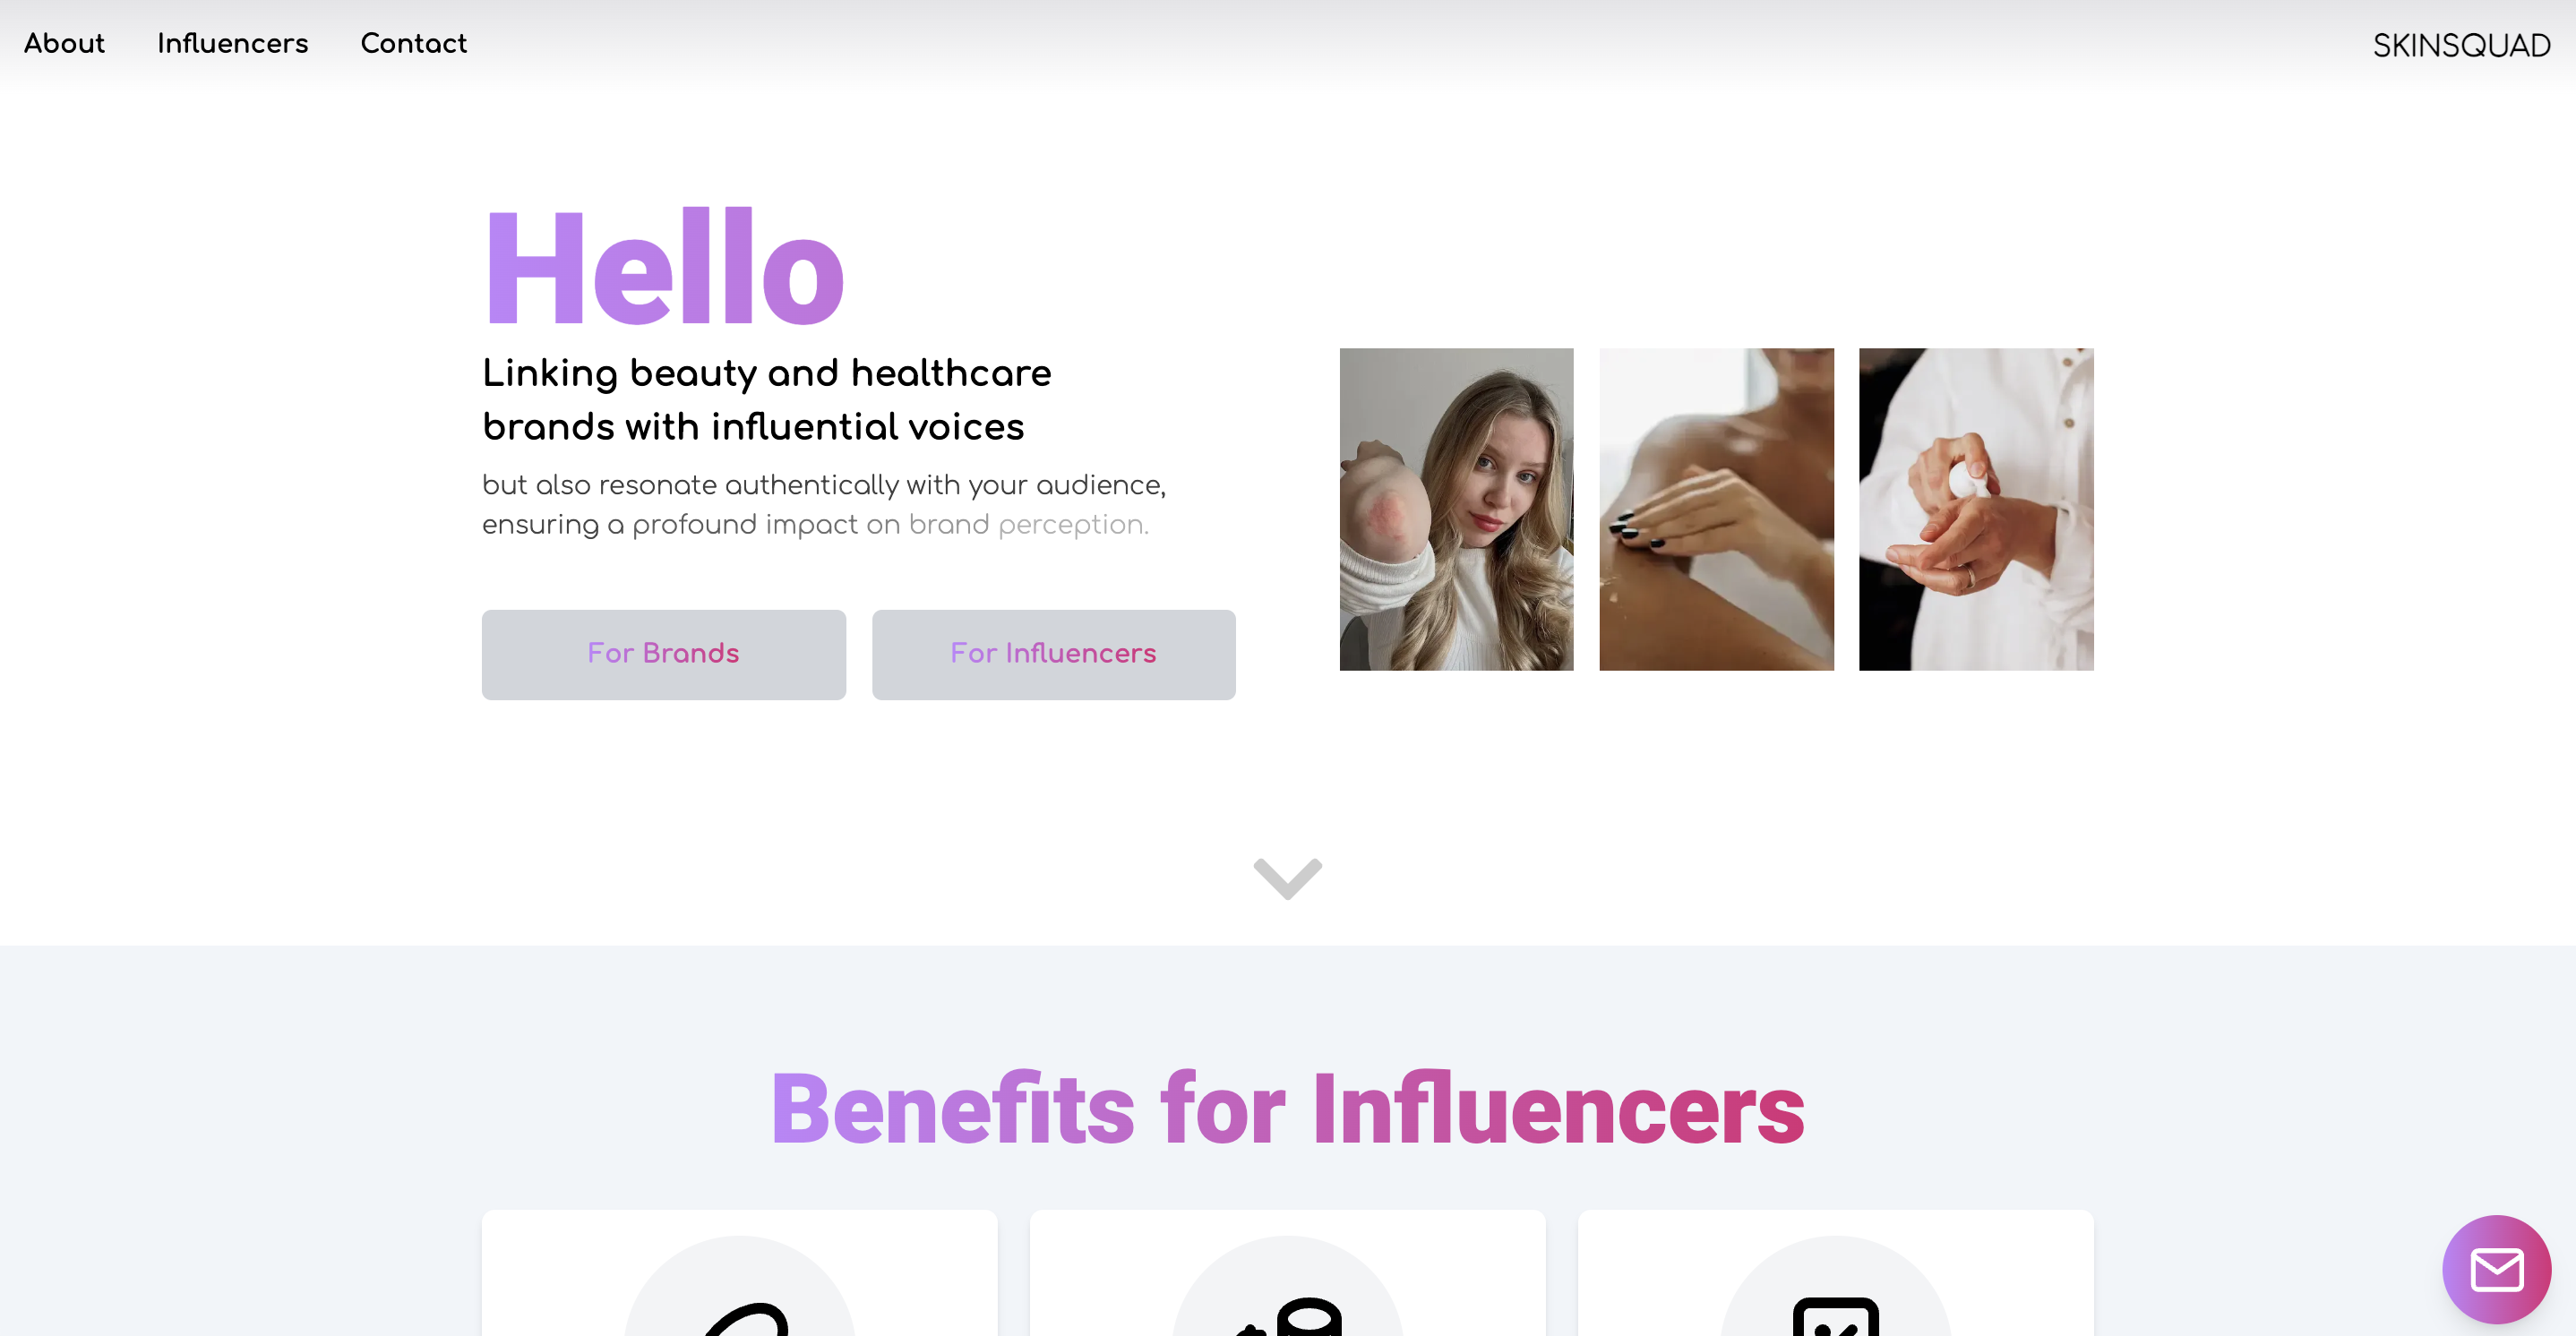 About
Influencers
Contact
SKINSQUAD
Hello
Linking beauty and healthcare
brands with influential voices
but also resonate authentically with your audience,
ensuring a profound impact on brand perception.
For Brands
For Influencers
Benefits for Influencers